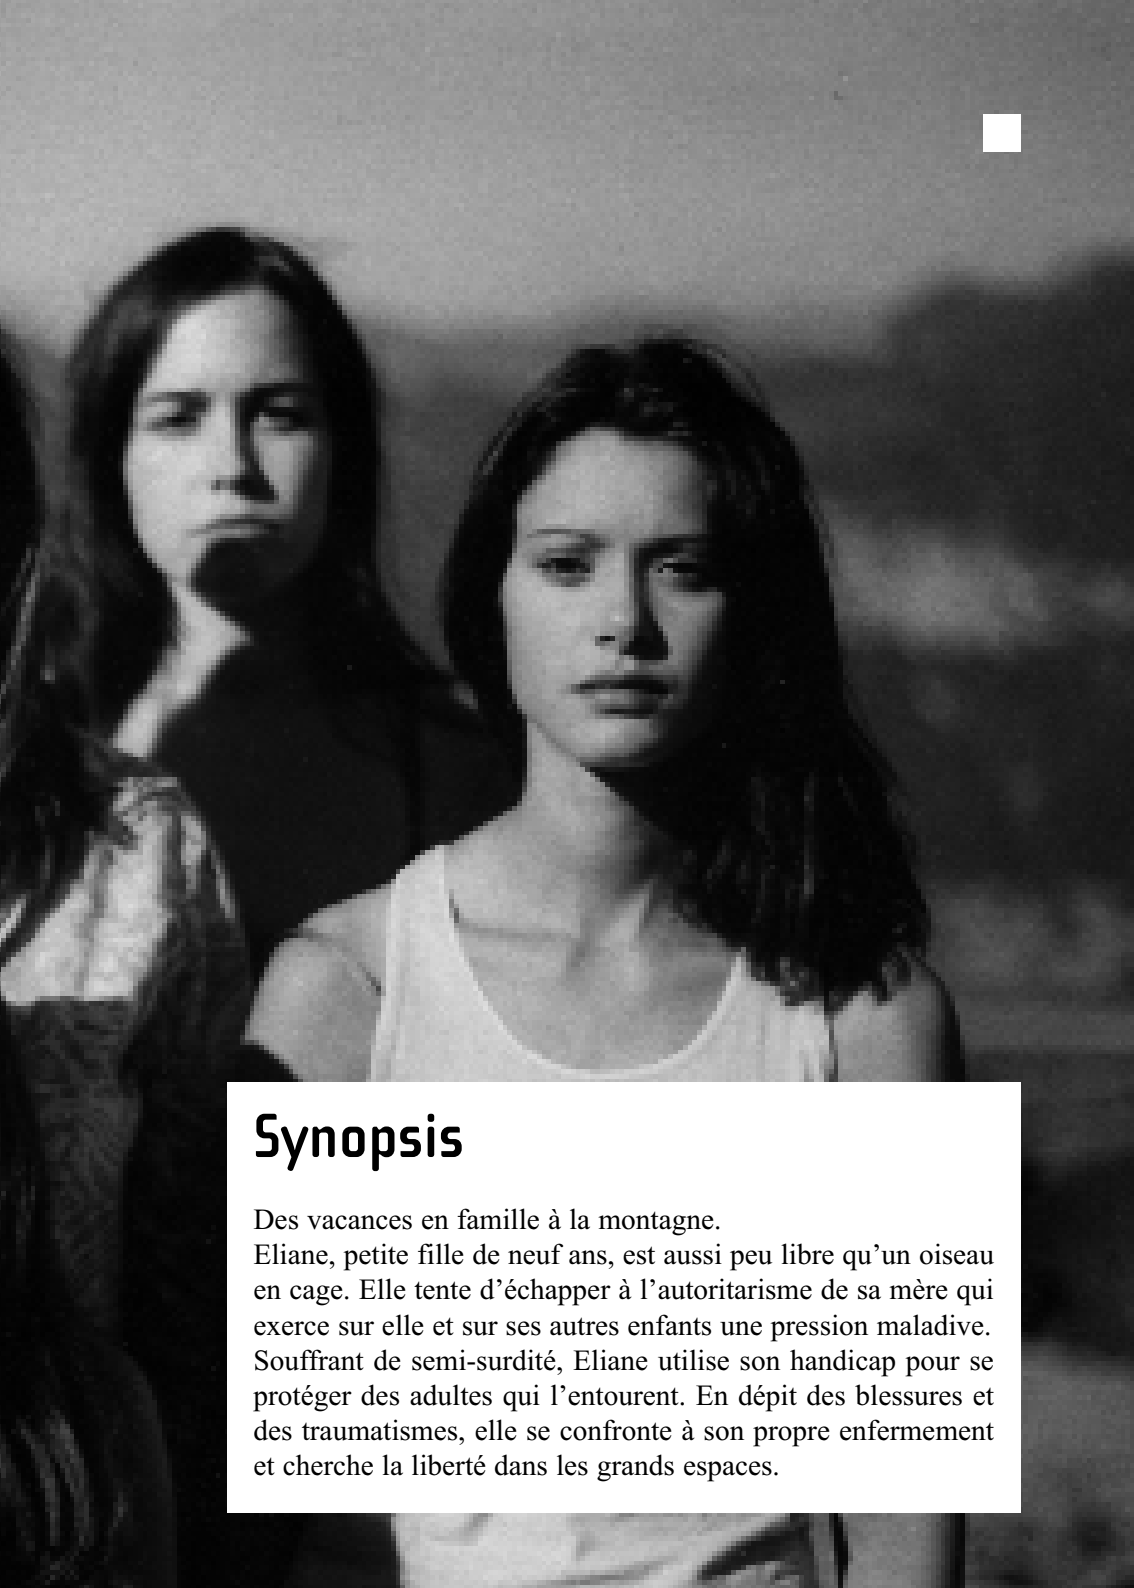 Synopsis
Des vacances en famille à la montagne.
Eliane, petite fille de neuf ans, est aussi peu libre qu’un oiseau
en cage. Elle tente d’échapper à l’autoritarisme de sa mère qui
exerce sur elle et sur ses autres enfants une pression maladive.
Souffrant de semi-surdité, Eliane utilise son handicap pour se
protéger des adultes qui l’entourent. En dépit des blessures et
des traumatismes, elle se confronte à son propre enfermement
et cherche la liberté dans les grands espaces.